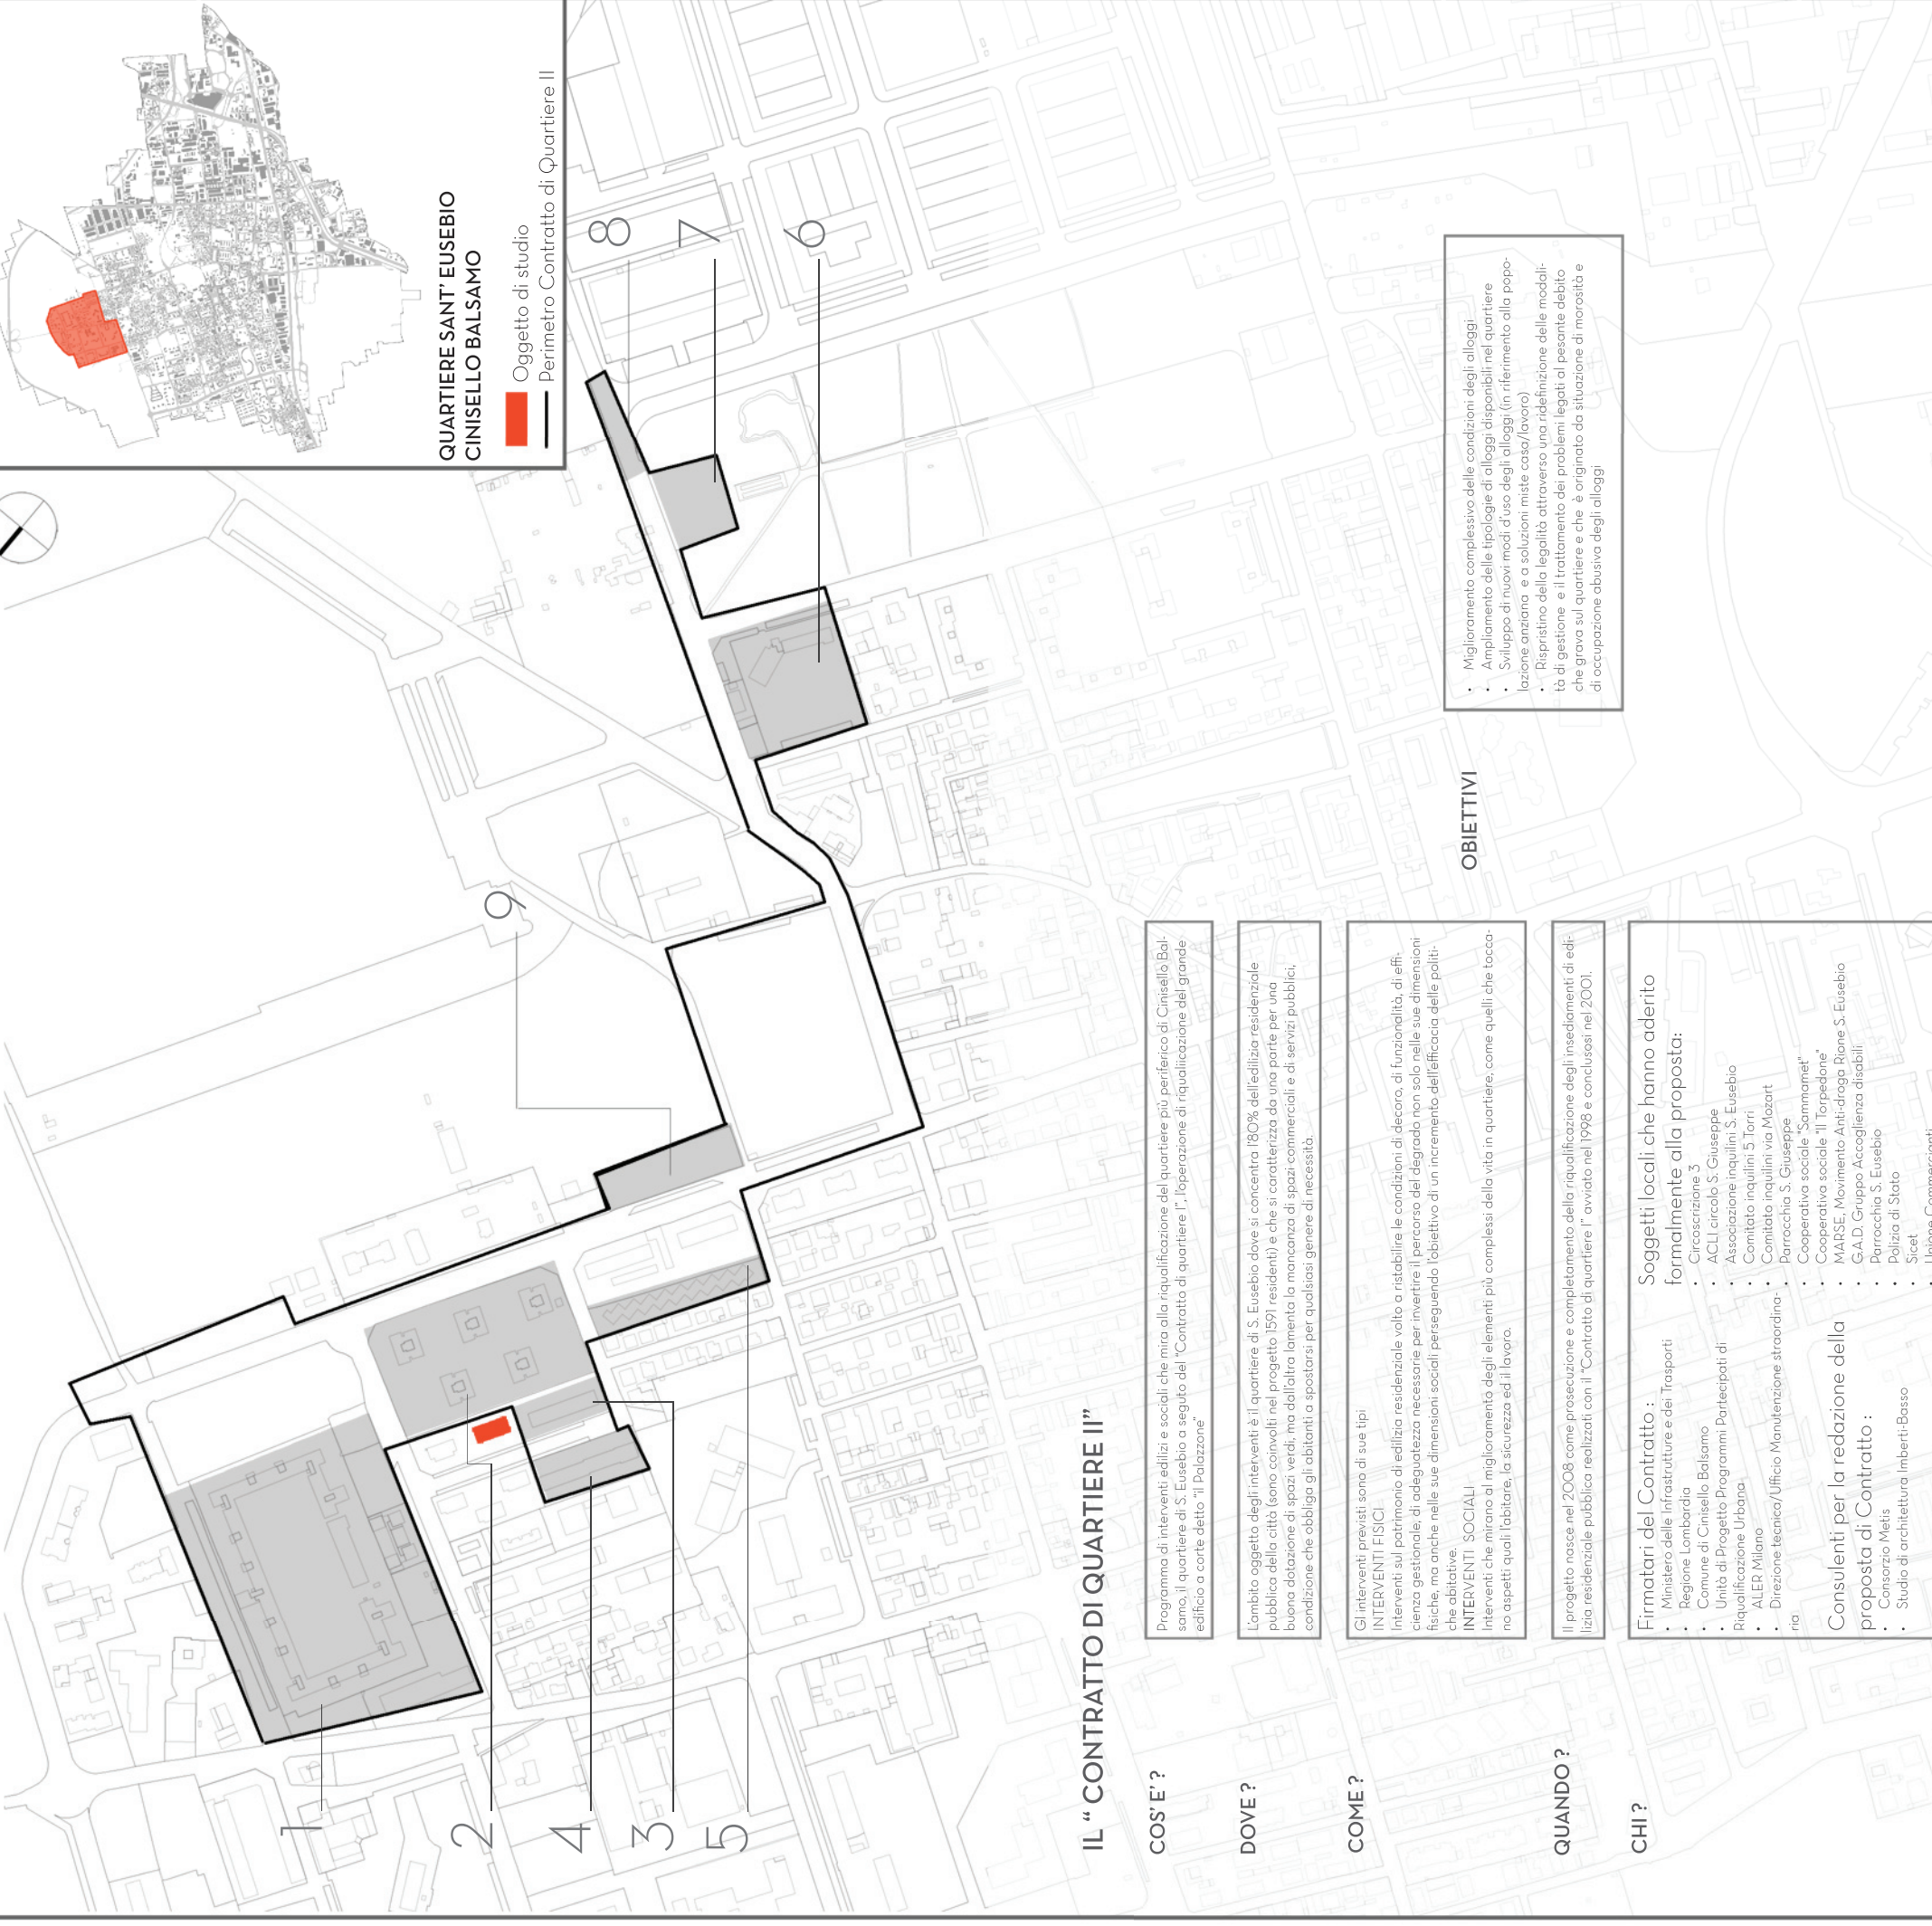 QUARTIERE SANT' EUSEBIO
CINISELLO BALSAMO
Oggetto di studio
Perimetro Contratto di Quartiere II
1
2
4
3
5
9
8
7
6
IL “ CONTRATTO DI QUARTIERE II”
COS' E' ?
Programma di interventi edilizi e sociali che mira alla riqualificazione del quartiere più periferico di Cinisello Bal-
samo, il quartiere di S. Eusebio a seguto del “Contratto di quartiere I”, l'operazione di riqualiicazione del grande
edificio a corte detto “il Palazzone”
DOVE ?
L'ambito oggetto degli interventi è il quartiere di S. Eusebio dove si concentra l'80% dell'edilizia residenziale
pubblica della città (sono coinvolti nel progetto 1591 residenti) e che si caratterizza da una parte per una
buona dotazione di spazi verdi, ma dall'altra lamenta la mancanza di spazi commerciali e di servizi pubblici,
condizione che obbliga gli abitanti a spostarsi per qualsiasi genere di necessità.
COME ?
Gl interventi previsti sono di sue tipi
INTERVENTI FISICI
Interventi sul patrimonio di edilizia residenziale volto a ristabilire le condizioni di decoro, di funzionalità, di effi-
cienza gestionale, di adeguatezza necessarie per invertire il percorso del degrado non solo nelle sue dimensioni
fisiche, ma anche nelle sue dimensioni sociali perseguendo l'obiettivo di un incremento dell'efficacia delle politi-
che abitative.
INTERVENTI SOCIALI
Interventi che mirano al miglioramento degli elementi più complessi della vita in quartiere, come quelli che tocca-
no aspetti quali l'abitare, la sicurezza ed il lavoro.
QUANDO ?
Il progetto nasce nel 2008 come prosecuzione e completamento della riqualificazione degli insediamenti di edi-
lizia residenziale pubblica realizzati con il “Contratto di quartiere I” avviato nel 1998 e conclusosi nel 2001.
CHI ?
Firmatari del Contratto :
• Ministero delle Infrastrutture e dei Trasporti
• Regione Lombardia
• Comune di Cinisello Balsamo
• Unità di Progetto Programmi Partecipati di
Riqualificazione Urbana
• ALER Milano
• Direzione tecnica/Ufficio Manutenzione straordina-
ria
Consulenti per la redazione della
proposta di Contratto :
• Consorzio Metis
• Studio di architettura Imberti-Basso
Soggetti locali che hanno aderito
formalmente alla proposta:
• Circoscrizione 3
• ACLI circolo S. Giuseppe
• Associazione inquilini S. Eusebio
• Comitato inquilini 5 Torri
• Comitato inquilini via Mozart
• Parrocchia S. Giuseppe
• Cooperativa sociale "Sammamet"
• Cooperativa sociale "Il Torpedone"
• MARSE, Movimento Anti-droga Rione S. Eusebio
• G.A.D. Gruppo Accoglienza disabili
• Parrocchia S. Eusebio
• Polizia di Stato
• Sicet
Unione Commercianti
OBIETTIVI
• Miglioramento complessivo delle condizioni degli alloggi
• Ampliamento delle tipologie di alloggi disponibili nel quartiere
• Sviluppo di nuovi modi d'uso degli alloggi (in riferimento alla popo-
lazione anziana e a soluzioni miste casa/lavoro)
• Rispristino della legalità attraverso una ridefinizione delle modali-
tà di gestione e il trattamento dei problemi legati al pesante debito
che grava sul quartiere e che è originato da situazione di morosità e
di occupazione abusiva degli alloggi